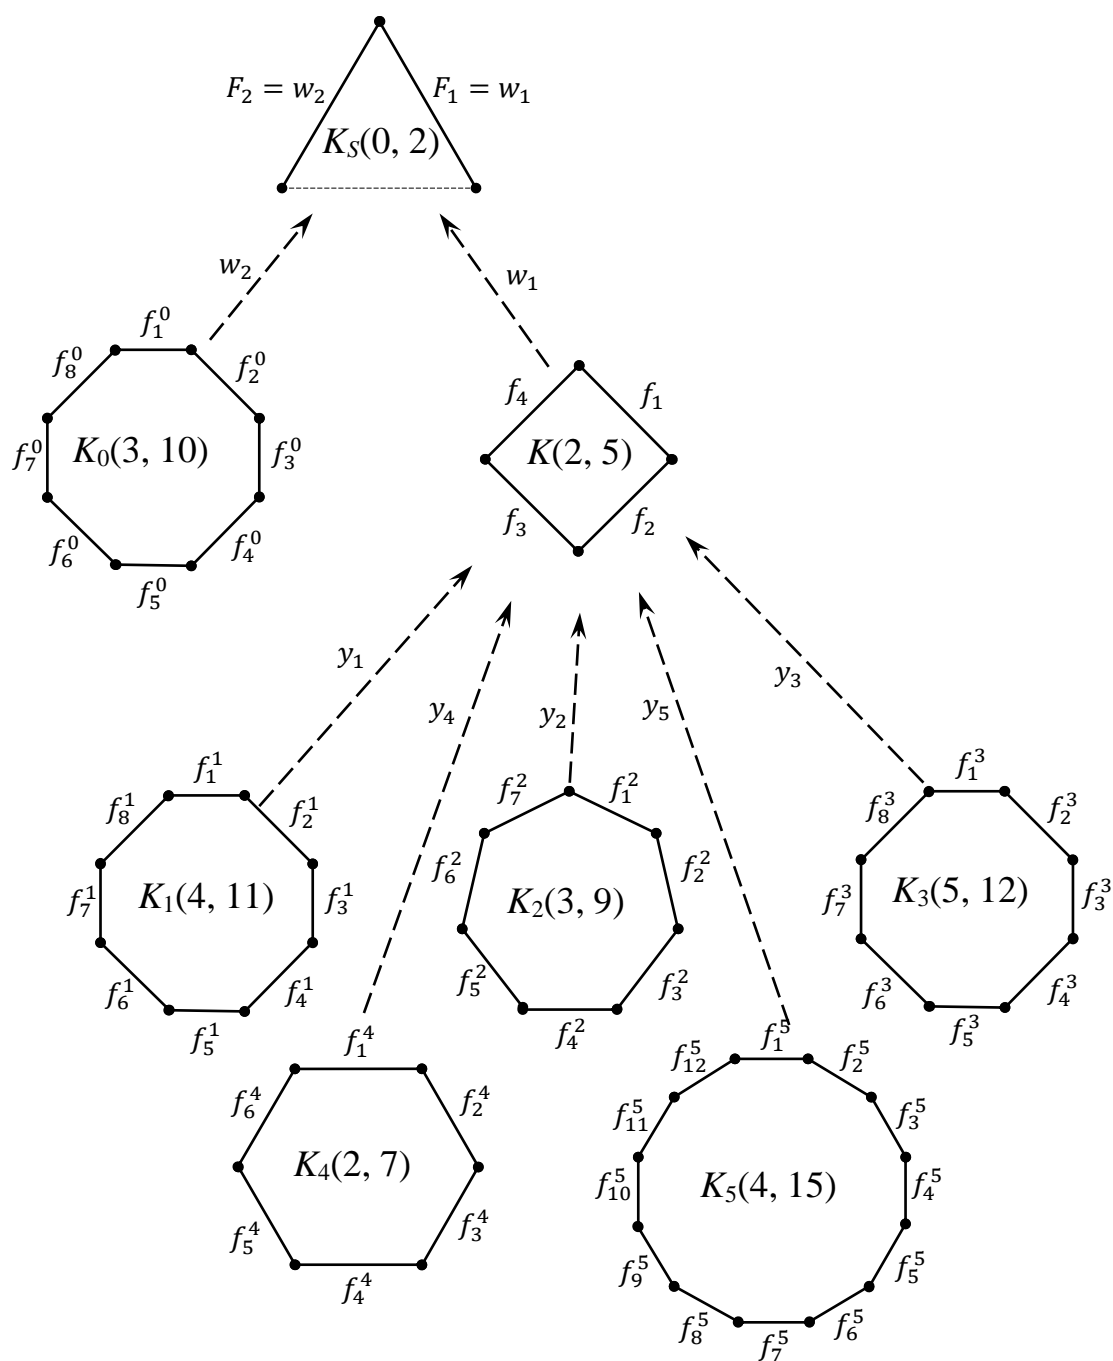 F₂ = w₂
F₁ = w₁
K_S(0, 2)
w₂
w₁
f₁⁰
f₈⁰
f₂⁰
f₇⁰
K₀(3, 10)
f₃⁰
f₆⁰
f₄⁰
f₅⁰
f₄
f₁
K(2, 5)
f₃
f₂
y₁
y₄
y₂
y₅
y₃
f₁¹
f₈¹
f₂¹
f₇¹
K₁(4, 11)
f₃¹
f₆¹
f₄¹
f₅¹
f₇²
f₁²
f₆²
f₂²
K₂(3, 9)
f₅²
f₃²
f₄²
f₁³
f₈³
f₂³
f₇³
K₃(5, 12)
f₃³
f₆³
f₄³
f₅³
f₁⁴
f₆⁴
f₂⁴
K₄(2, 7)
f₅⁴
f₃⁴
f₄⁴
f₁⁵
f₁₂⁵
f₂⁵
f₁₁⁵
f₃⁵
f₁₀⁵
K₅(4, 15)
f₄⁵
f₉⁵
f₅⁵
f₈⁵
f₆⁵
f₇⁵